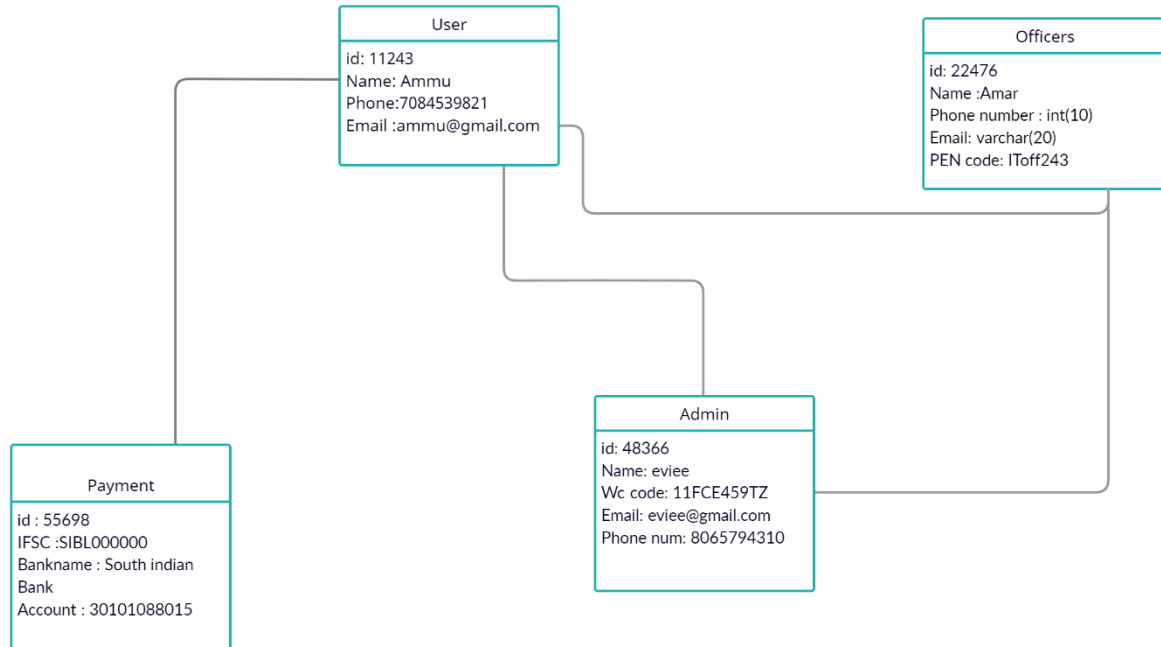 User
id: 11243
Name: Ammu
Phone:7084539821
Email :ammu@gmail.com
Officers
id: 22476
Name :Amar
Phone number : int(10)
Email: varchar(20)
PEN code: IToff243
Admin
id: 48366
Name: eviee
Wc code: 11FCE459TZ
Email: eviee@gmail.com
Phone num: 8065794310
Payment
id : 55698
IFSC :SIBL000000
Bankname : South indian
Bank
Account : 30101088015